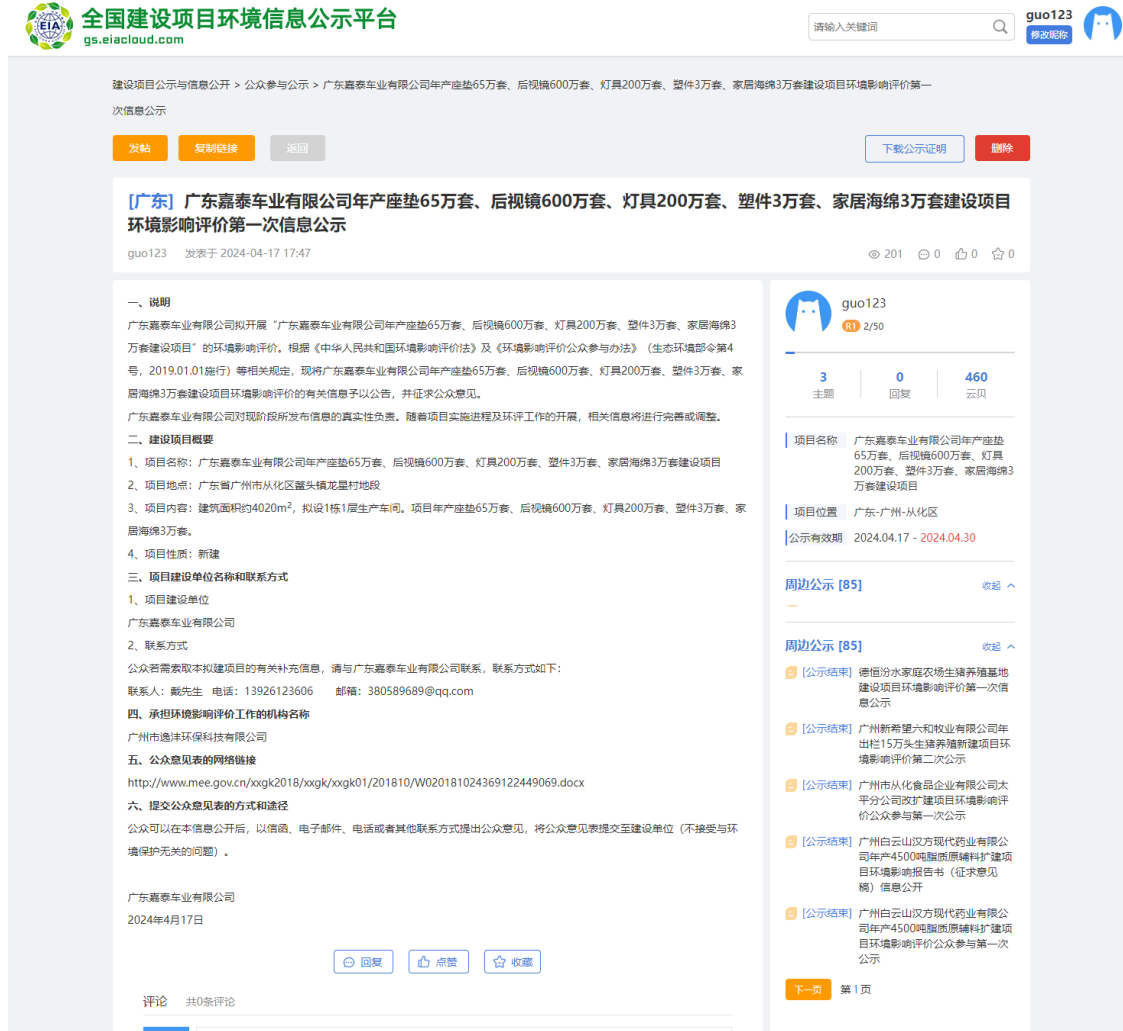 EIA 全国建设项目环境信息公示平台
gs.eiacloud.com
请输入关键词
guo123
修改昵称
建设项目公示与信息公开 > 公众参与公示 > 广东嘉泰车业有限公司年产座垫65万套、后视镜600万套、灯具200万套、塑件3万套、家居海绵3万套建设项目环境影响评价第一
次信息公示
发帖 复制链接 返回 下载公示证明 删除
[广东] 广东嘉泰车业有限公司年产座垫65万套、后视镜600万套、灯具200万套、塑件3万套、家居海绵3万套建设项目
环境影响评价第一次信息公示
guo123 发表于 2024-04-17 17:47 201 0 0 0
一、说明
广东嘉泰车业有限公司拟开展“广东嘉泰车业有限公司年产座垫65万套、后视镜600万套、灯具200万套、塑件3万套、家居海绵3
万套建设项目”的环境影响评价。根据《中华人民共和国环境影响评价法》及《环境影响评价公众参与办法》（生态环境部令第4
号，2019.01.01施行）等相关规定，现将广东嘉泰车业有限公司年产座垫65万套、后视镜600万套、灯具200万套、塑件3万套、家
居海绵3万套建设项目环境影响评价的有关信息予以公告，并征求公众意见。
广东嘉泰车业有限公司对现阶段所发布信息的真实性负责。随着项目实施进程及环评工作的开展，相关信息将进行完善或调整。
二、建设项目概要
1、项目名称：广东嘉泰车业有限公司年产座垫65万套、后视镜600万套、灯具200万套、塑件3万套、家居海绵3万套建设项目
2、项目地点：广东省广州市从化区鳌头镇龙星村地段
3、项目内容：建筑面积约4020m²，拟设1栋1层生产车间。项目年产座垫65万套、后视镜600万套、灯具200万套、塑件3万套、家
居海绵3万套。
4、项目性质：新建
三、项目建设单位名称和联系方式
1、项目建设单位
广东嘉泰车业有限公司
2、联系方式
公众若需索取本拟建项目的有关补充信息，请与广东嘉泰车业有限公司联系，联系方式如下：
联系人：戴先生 电话：13926123606 邮箱：380589689@qq.com
四、承担环境影响评价工作的机构名称
广州市逸沣环保科技有限公司
五、公众意见表的网络链接
http://www.mee.gov.cn/xxgk2018/xxgk/xxgk01/201810/W020181024369122449069.docx
六、提交公众意见表的方式和途径
公众可以在本信息公开后，以信函、电子邮件、电话或者其他联系方式提出公众意见，将公众意见表提交至建设单位（不接受与环
境保护无关的问题）。
广东嘉泰车业有限公司
2024年4月17日
回复 点赞 收藏
评论 共0条评论
guo123
R1 2/50
3 0 460
主题 回复 云贝
项目名称 广东嘉泰车业有限公司年产座垫
65万套、后视镜600万套、灯具
200万套、塑件3万套、家居海绵3
万套建设项目
项目位置 广东-广州-从化区
公示有效期 2024.04.17 - 2024.04.30
周边公示 [85] 收起
周边公示 [85] 收起
[公示结束] 德恒汾水家庭农场生猪养殖基地
建设项目环境影响评价第一次信
息公示
[公示结束] 广州新希望六和牧业有限公司年
出栏15万头生猪养殖新建项目环
境影响评价第二次公示
[公示结束] 广州市从化食品企业有限公司太
平分公司改扩建项目环境影响评
价公众参与第一次公示
[公示结束] 广州白云山汉方现代药业有限公
司年产4500吨脂质原辅料扩建项
目环境影响报告书（征求意见
稿）信息公开
[公示结束] 广州白云山汉方现代药业有限公
司年产4500吨脂质原辅料扩建项
目环境影响评价公众参与第一次
公示
下一页 第1页